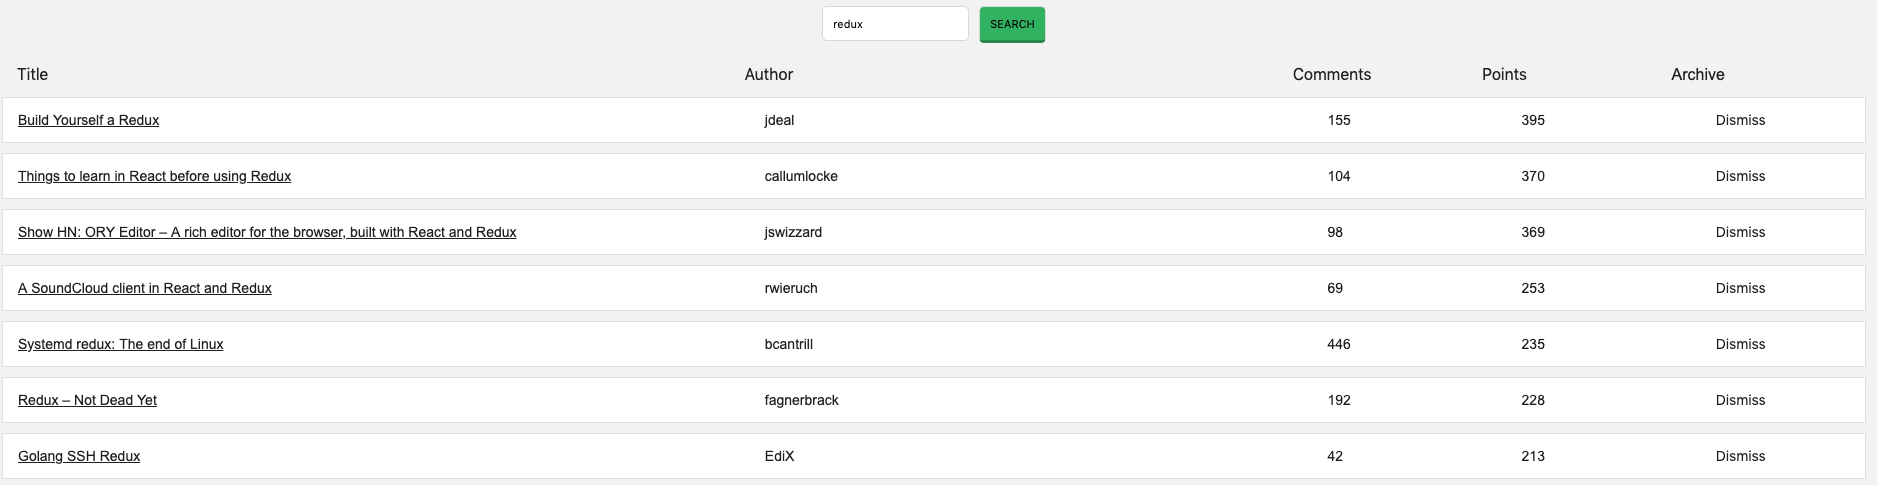 redux SEARCH
Title Author Comments Points Archive
Build Yourself a Redux jdeal 155 395 Dismiss
Things to learn in React before using Redux callumlocke 104 370 Dismiss
Show HN: ORY Editor – A rich editor for the browser, built with React and Redux jswizzard 98 369 Dismiss
A SoundCloud client in React and Redux rwieruch 69 253 Dismiss
Systemd redux: The end of Linux bcantrill 446 235 Dismiss
Redux – Not Dead Yet fagnerbrack 192 228 Dismiss
Golang SSH Redux EdiX 42 213 Dismiss